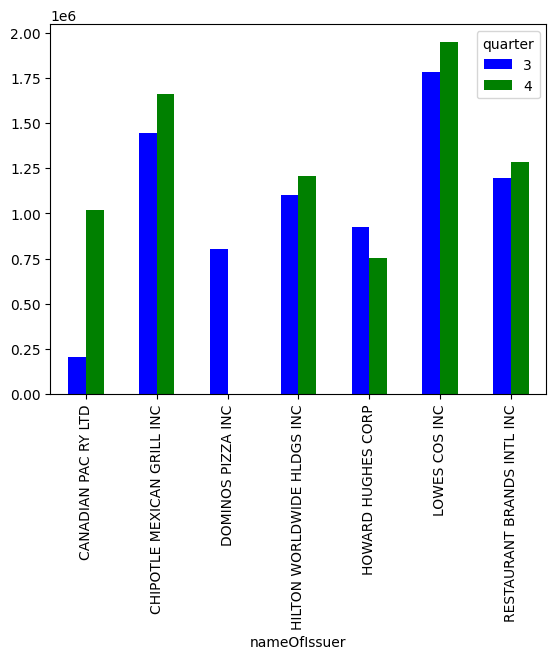 1e6
quarter
3
4
2.00
1.75
1.50
1.25
1.00
0.75
0.50
0.25
0.00
CANADIAN PAC RY LTD
CHIPOTLE MEXICAN GRILL INC
DOMINOS PIZZA INC
HILTON WORLDWIDE HLDGS INC
HOWARD HUGHES CORP
LOWES COS INC
RESTAURANT BRANDS INTL INC
nameOfIssuer